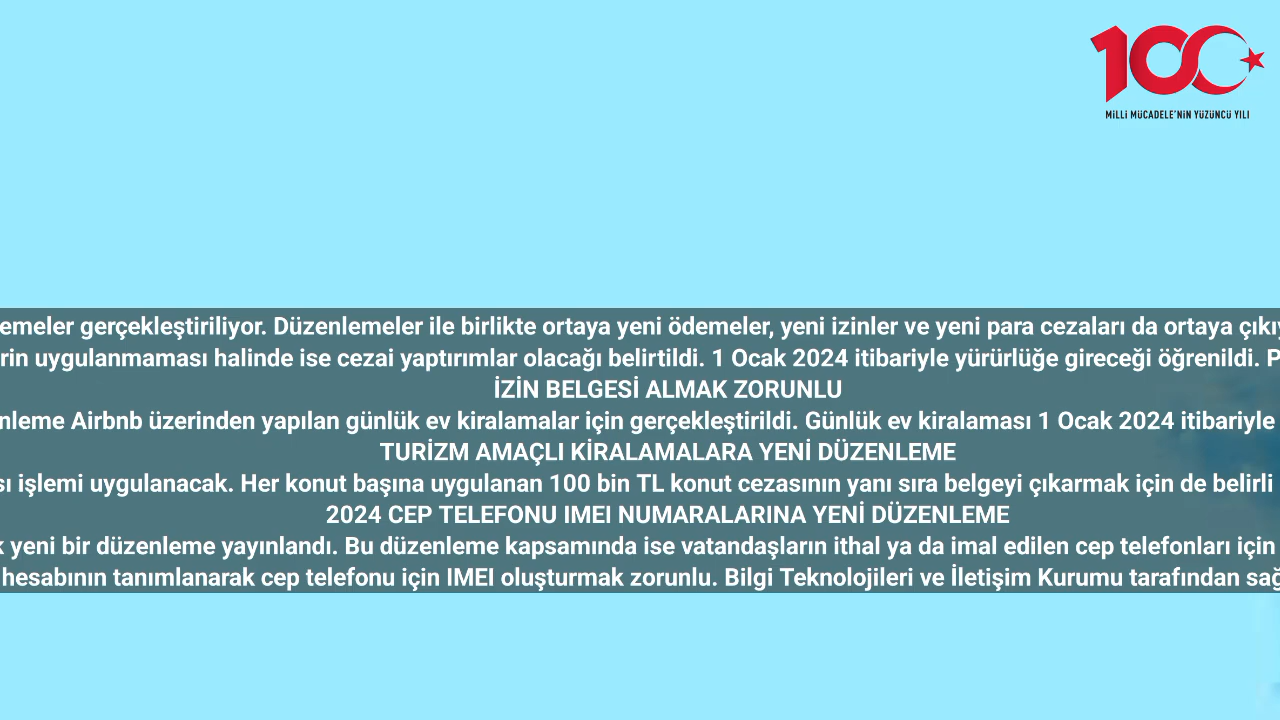 100
MİLLİ MÜCADELE'NİN YÜZÜNCÜ YILI
emeler gerçekleştiriliyor. Düzenlemeler ile birlikte ortaya yeni ödemeler, yeni izinler ve yeni para cezaları da ortaya çıkıy
rin uygulanmaması halinde ise cezai yaptırımlar olacağı belirtildi. 1 Ocak 2024 itibariyle yürürlüğe gireceği öğrenildi. P
İZİN BELGESİ ALMAK ZORUNLU
nleme Airbnb üzerinden yapılan günlük ev kiralamalar için gerçekleştirildi. Günlük ev kiralaması 1 Ocak 2024 itibariyle
TURİZM AMAÇLI KİRALAMALARA YENİ DÜZENLEME
sı işlemi uygulanacak. Her konut başına uygulanan 100 bin TL konut cezasının yanı sıra belgeyi çıkarmak için de belirli
2024 CEP TELEFONU IMEI NUMARALARINA YENİ DÜZENLEME
k yeni bir düzenleme yayınlandı. Bu düzenleme kapsamında ise vatandaşların ithal ya da imal edilen cep telefonları için
hesabının tanımlanarak cep telefonu için IMEI oluşturmak zorunlu. Bilgi Teknolojileri ve İletişim Kurumu tarafından sağ